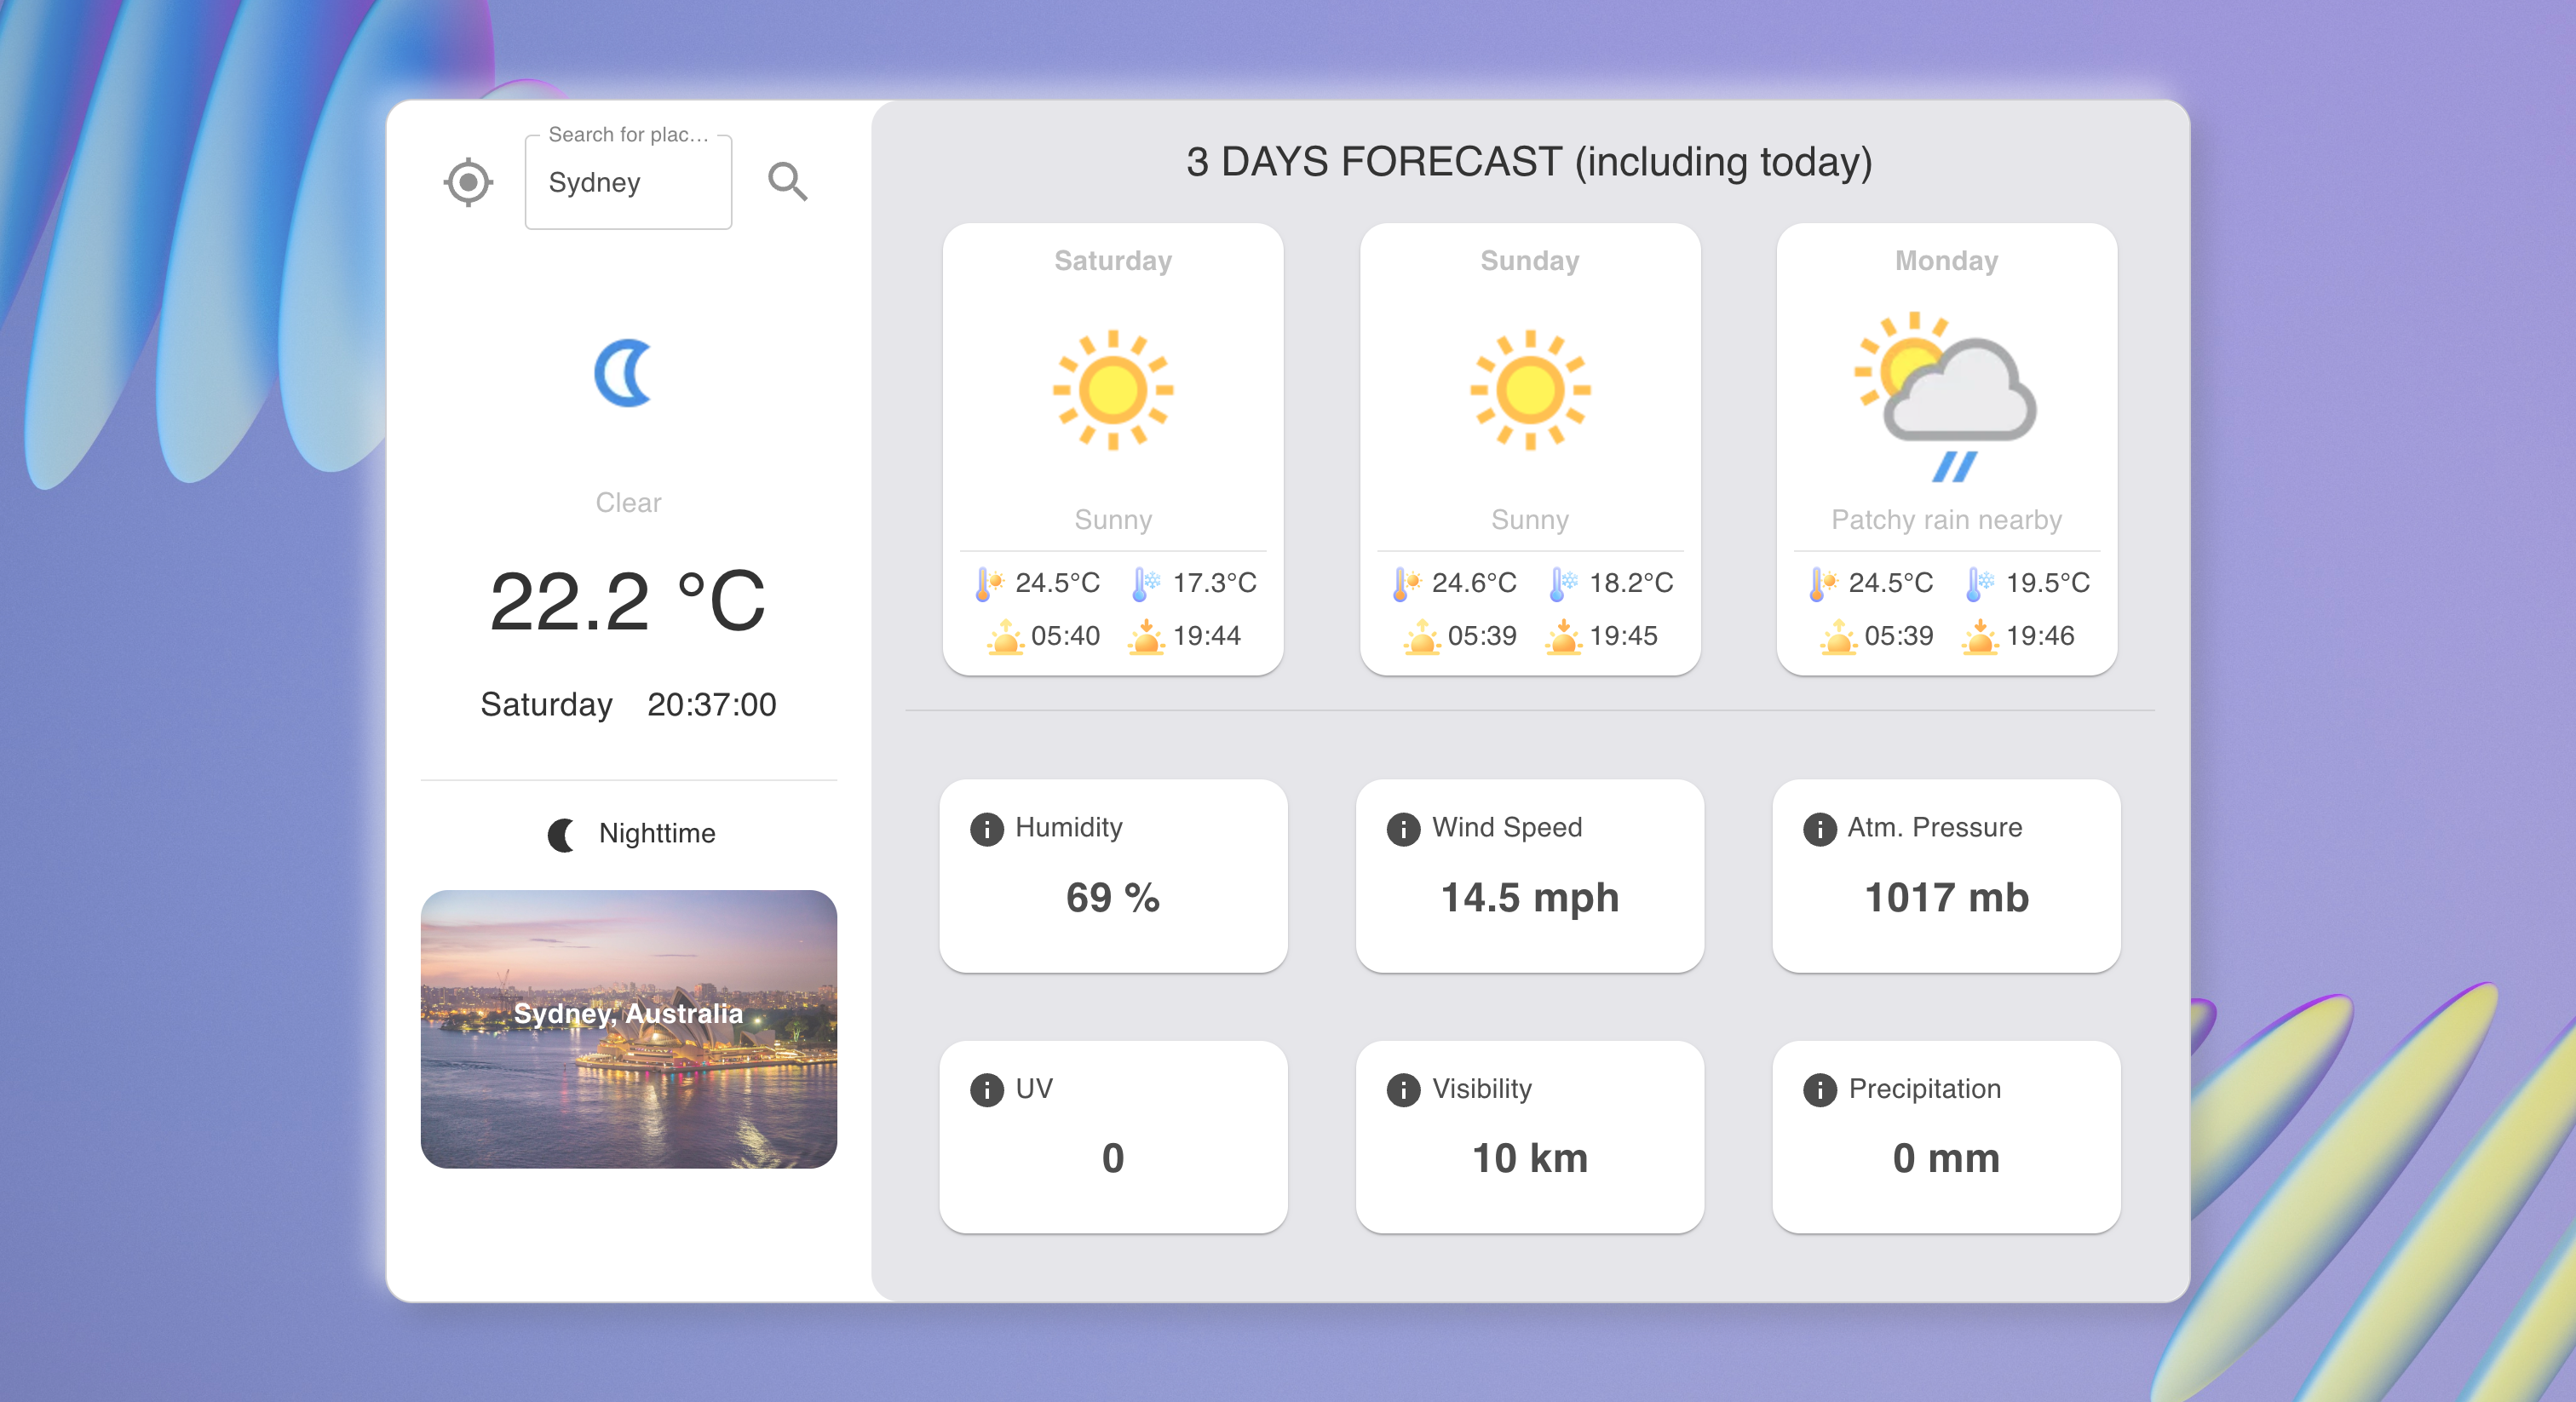 Search for plac...
Sydney
Clear
22.2 °C
Saturday 20:37:00
Nighttime
Sydney, Australia
3 DAYS FORECAST (including today)
Saturday
Sunny
24.5°C 17.3°C
05:40 19:44
Sunday
Sunny
24.6°C 18.2°C
05:39 19:45
Monday
Patchy rain nearby
24.5°C 19.5°C
05:39 19:46
Humidity
69 %
Wind Speed
14.5 mph
Atm. Pressure
1017 mb
UV
0
Visibility
10 km
Precipitation
0 mm